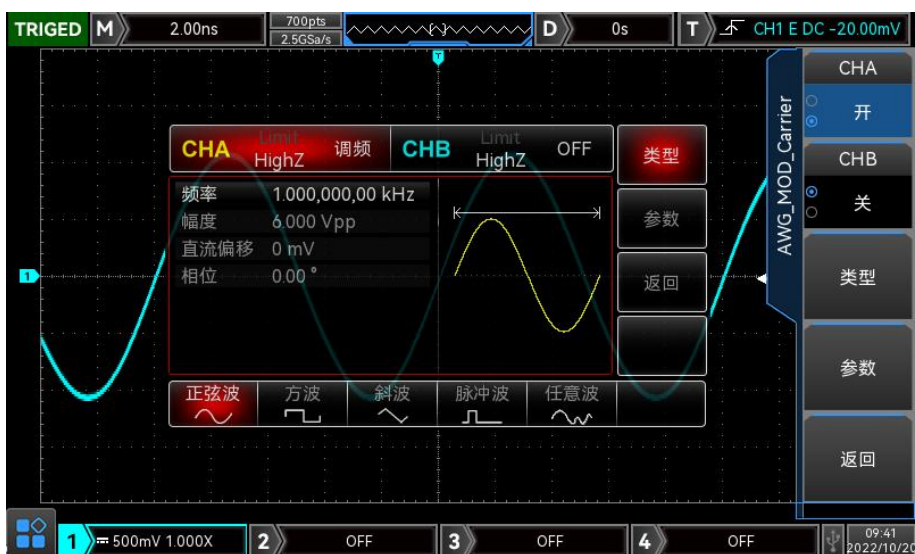 TRIGED M 2.00ns 700pts D 0s T CH1 E DC -20.00mV
2.5GSa/s
T
CHA
开
CHB
关
类型
参数
返回
AWG_MOD_Carrier
CHA Limit HighZ 调频 CHB Limit HighZ OFF
类型
参数
返回
频率 1.000,000,00 kHz
幅度 6.000 Vpp
直流偏移 0 mV
相位 0.00 °
1
正弦波 方波 斜波 脉冲波 任意波
1 500mV 1.000X 2 OFF 3 OFF 4 OFF 09:41